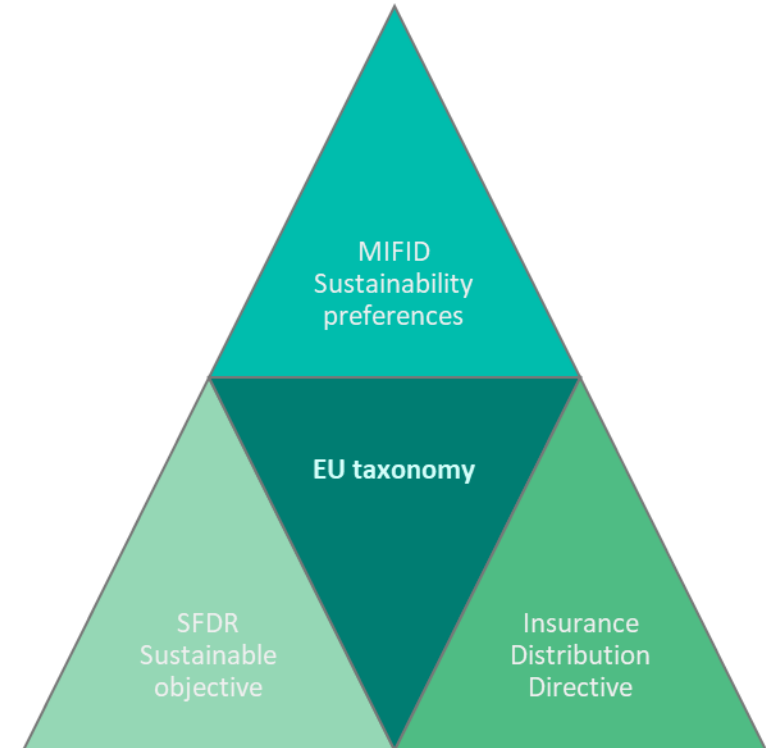 MIFID
Sustainability
preferences
EU taxonomy
SFDR
Sustainable
objective
Insurance
Distribution
Directive